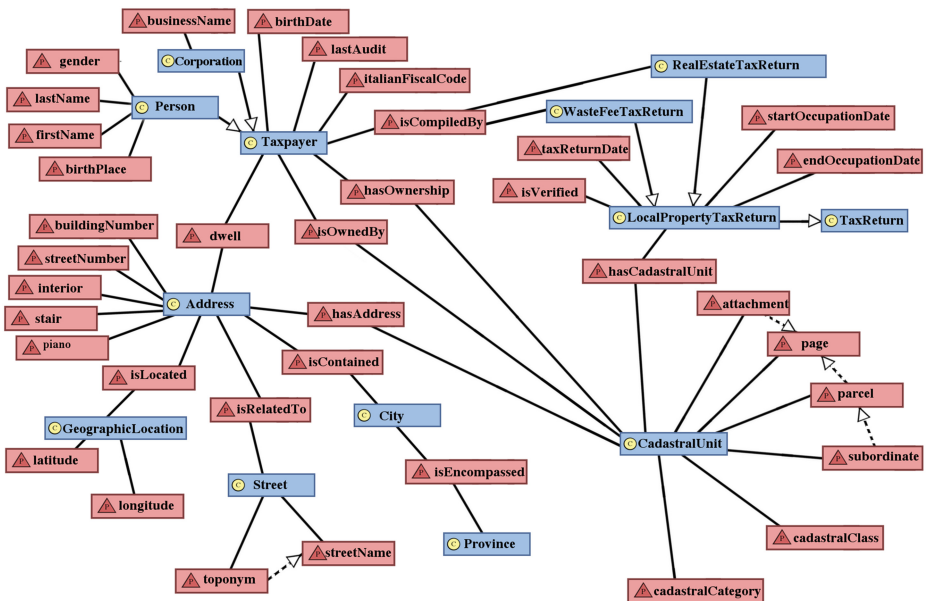 businessName
birthDate
lastAudit
gender
Corporation
RealEstateTaxReturn
italianFiscalCode
lastName
Person
WasteFeeTaxReturn
startOccupationDate
isCompiledBy
firstName
Taxpayer
taxReturnDate
endOccupationDate
birthPlace
hasOwnership
isVerified
LocalPropertyTaxReturn
TaxReturn
buildingNumber
dwell
isOwnedBy
streetNumber
hasCadastralUnit
interior
Address
attachment
stair
hasAddress
piano
page
isContained
isLocated
parcel
isRelatedTo
City
GeographicLocation
CadastralUnit
latitude
subordinate
isEncompassed
Street
longitude
cadastralClass
Province
streetName
toponym
cadastralCategory
C
P